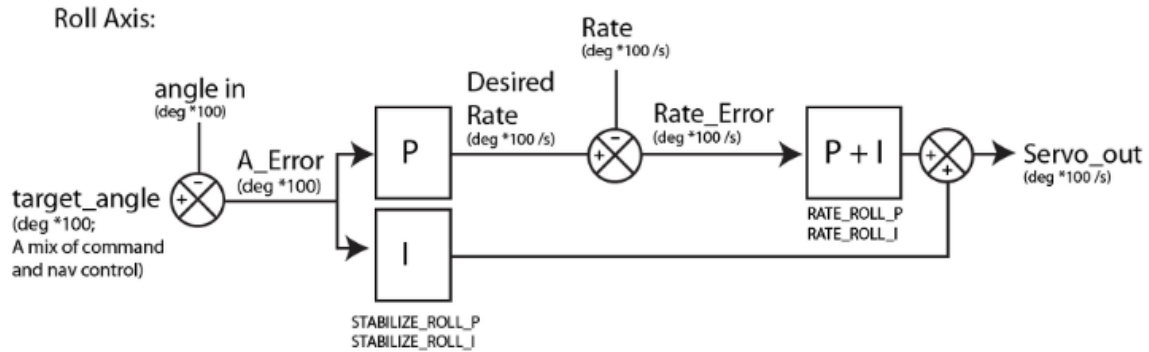 Roll Axis:
Rate
(deg *100 /s)
angle in
(deg *100)
Desired
Rate
(deg *100 /s)
-
Rate_Error
(deg *100 /s)
A_Error
(deg *100)
P
+
P + I
+
+
Servo_out
(deg *100 /s)
-
+
target_angle
(deg *100;
A mix of command
and nav control)
RATE_ROLL_P
RATE_ROLL_I
I
STABILIZE_ROLL_P
STABILIZE_ROLL_I